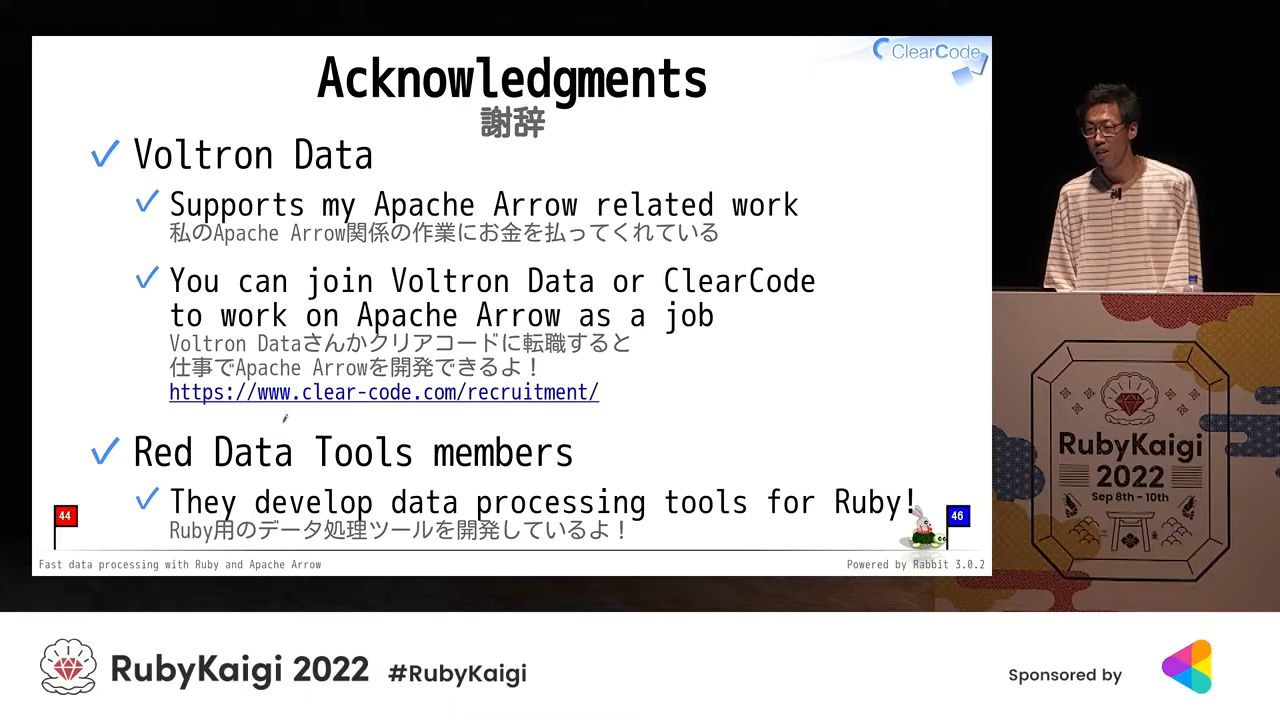 ClearCode
Acknowledgments
謝辞
Voltron Data
Supports my Apache Arrow related work
私のApache Arrow関係の作業にお金を払ってくれている
You can join Voltron Data or ClearCode
to work on Apache Arrow as a job
Voltron Dataさんかクリアコードに転職すると
仕事でApache Arrowを開発できるよ！
https://www.clear-code.com/recruitment/
Red Data Tools members
They develop data processing tools for Ruby!
Ruby用のデータ処理ツールを開発しているよ！
44
46
Fast data processing with Ruby and Apache Arrow
Powered by Rabbit 3.0.2
RubyKaigi
2022
Sep 8th - 10th
RubyKaigi 2022 #RubyKaigi
Sponsored by